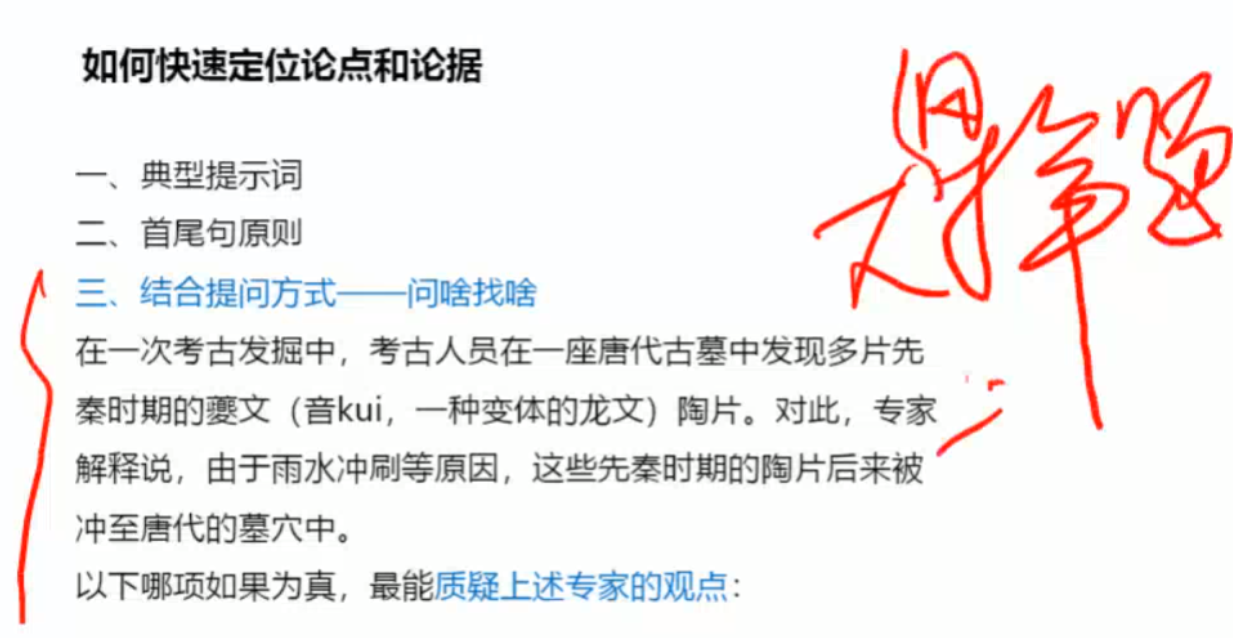 如何快速定位论点和论据
一、典型提示词
二、首尾句原则
三、结合提问方式——问啥找啥
在一次考古发掘中，考古人员在一座唐代古墓中发现多片先
秦时期的夔文（音kui，一种变体的龙文）陶片。对此，专家
解释说，由于雨水冲刷等原因，这些先秦时期的陶片后来被
冲至唐代的墓穴中。
以下哪项如果为真，最能质疑上述专家的观点：